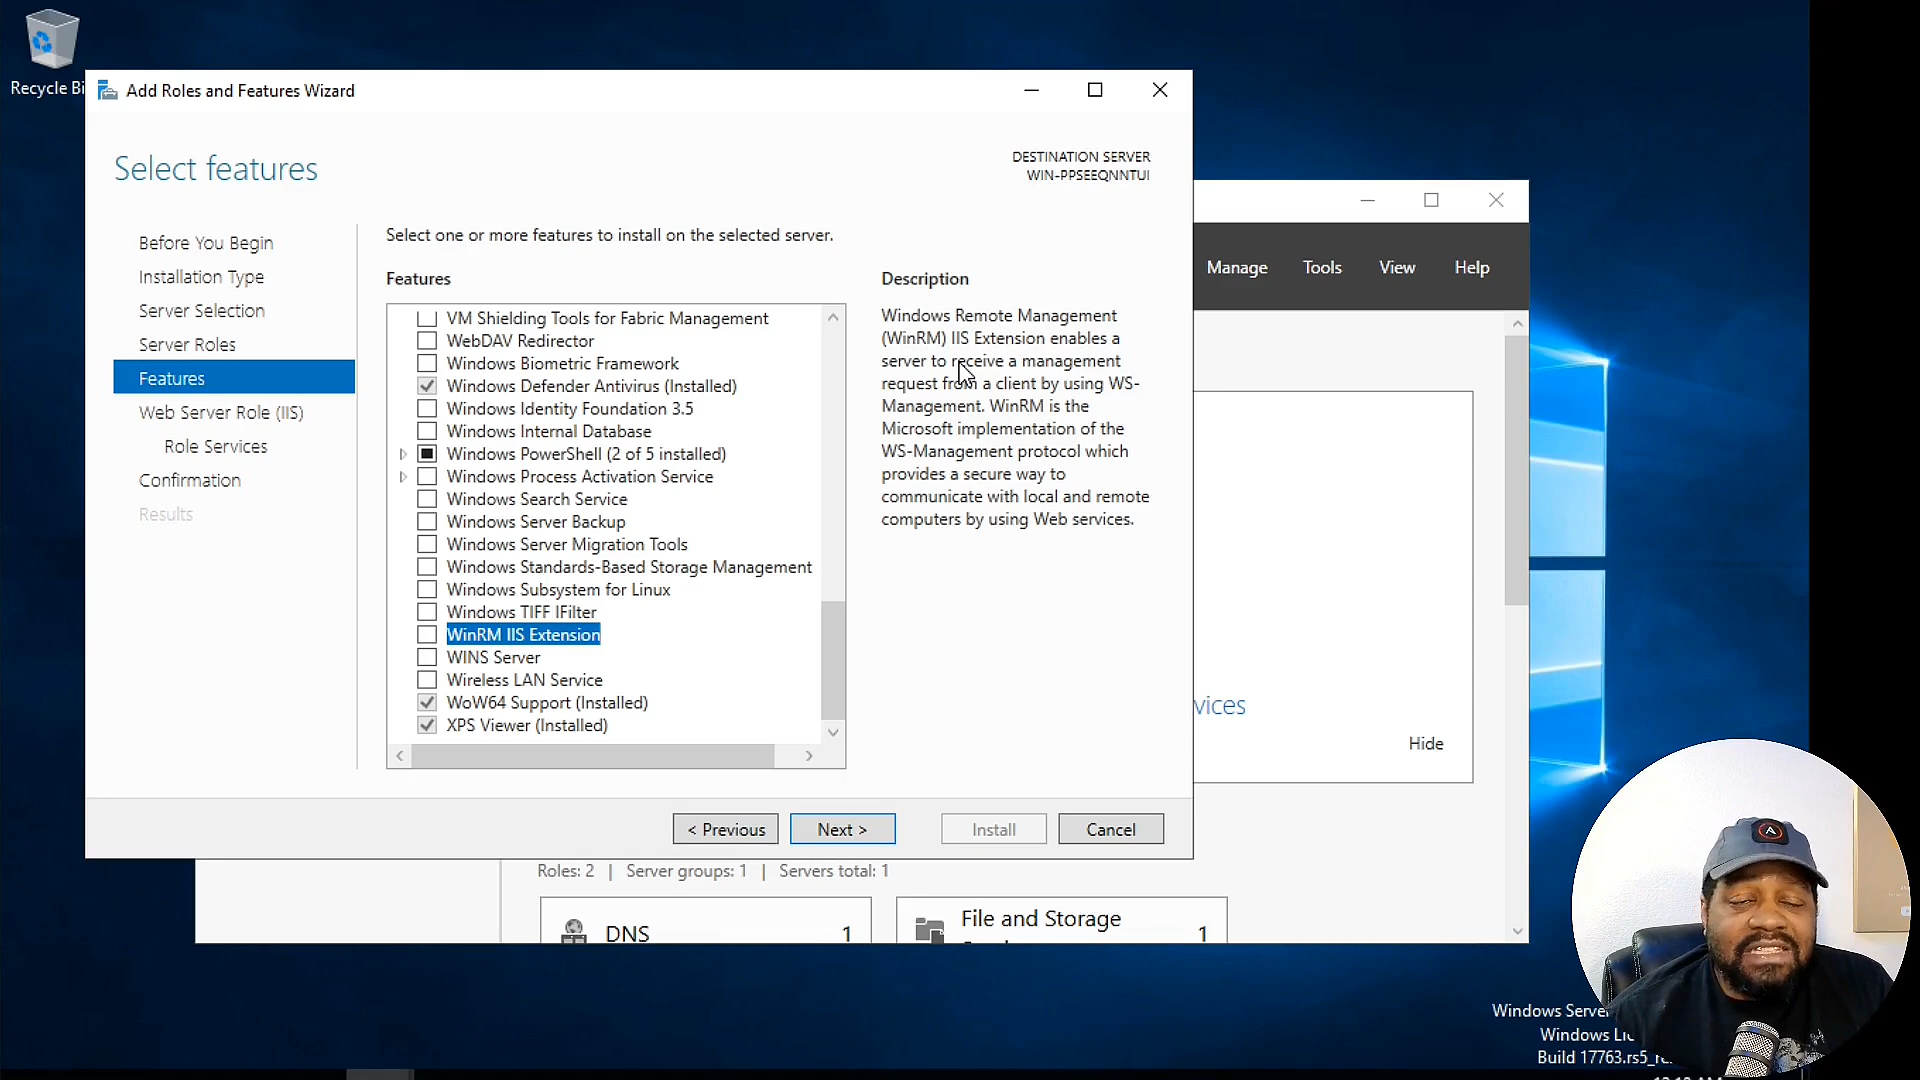 Recycle Bi
Add Roles and Features Wizard
Select features
DESTINATION SERVER
WIN-PPSEEQNNTUI
Before You Begin
Installation Type
Server Selection
Server Roles
Features
Web Server Role (IIS)
Role Services
Confirmation
Results
Select one or more features to install on the selected server.
Features
VM Shielding Tools for Fabric Management
WebDAV Redirector
Windows Biometric Framework
Windows Defender Antivirus (Installed)
Windows Identity Foundation 3.5
Windows Internal Database
Windows PowerShell (2 of 5 installed)
Windows Process Activation Service
Windows Search Service
Windows Server Backup
Windows Server Migration Tools
Windows Standards-Based Storage Management
Windows Subsystem for Linux
Windows TIFF IFilter
WinRM IIS Extension
WINS Server
Wireless LAN Service
WoW64 Support (Installed)
XPS Viewer (Installed)
Description
Windows Remote Management
(WinRM) IIS Extension enables a
server to receive a management
request from a client by using WS-
Management. WinRM is the
Microsoft implementation of the
WS-Management protocol which
provides a secure way to
communicate with local and remote
computers by using Web services.
< Previous
Next >
Install
Cancel
Manage
Tools
View
Help
vices
Hide
Roles: 2 | Server groups: 1 | Servers total: 1
DNS 1
File and Storage 1
Windows Server
Windows Lic
Build 17763.rs5_